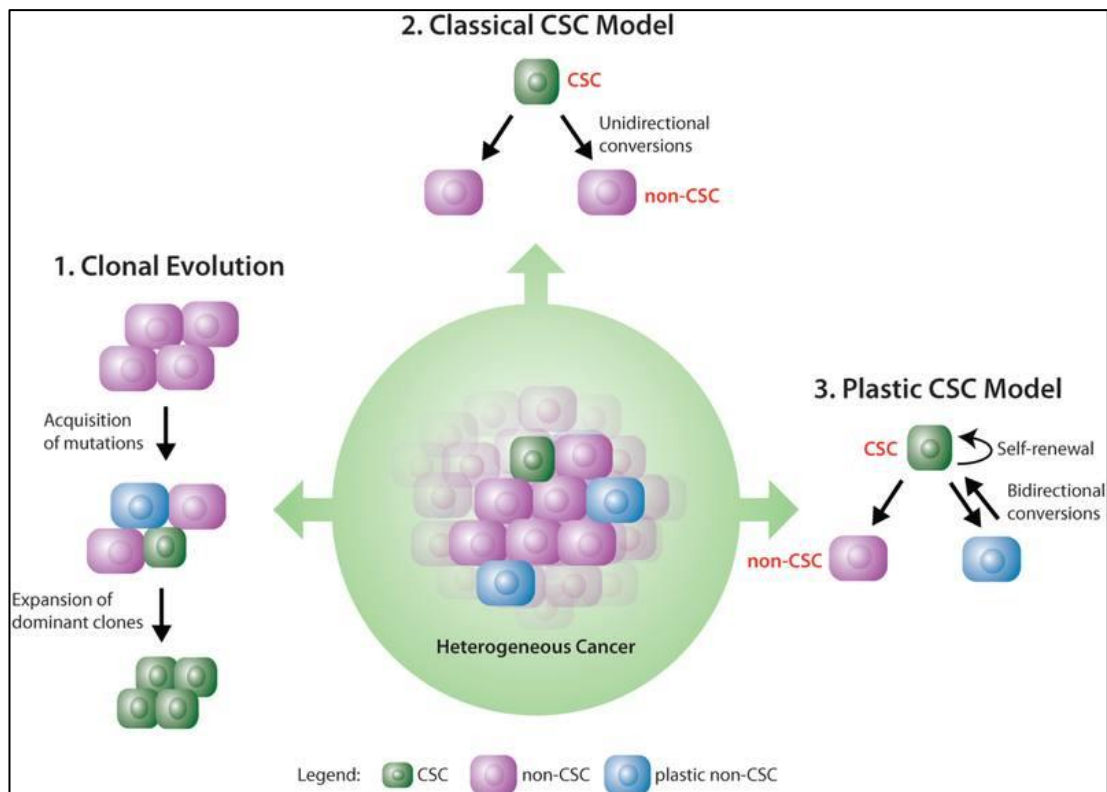 2. Classical CSC Model
CSC
Unidirectional
conversions
non-CSC
1. Clonal Evolution
Acquisition
of mutations
Expansion of
dominant clones
Heterogeneous Cancer
3. Plastic CSC Model
CSC
Self-renewal
Bidirectional
conversions
non-CSC
Legend: CSC non-CSC plastic non-CSC